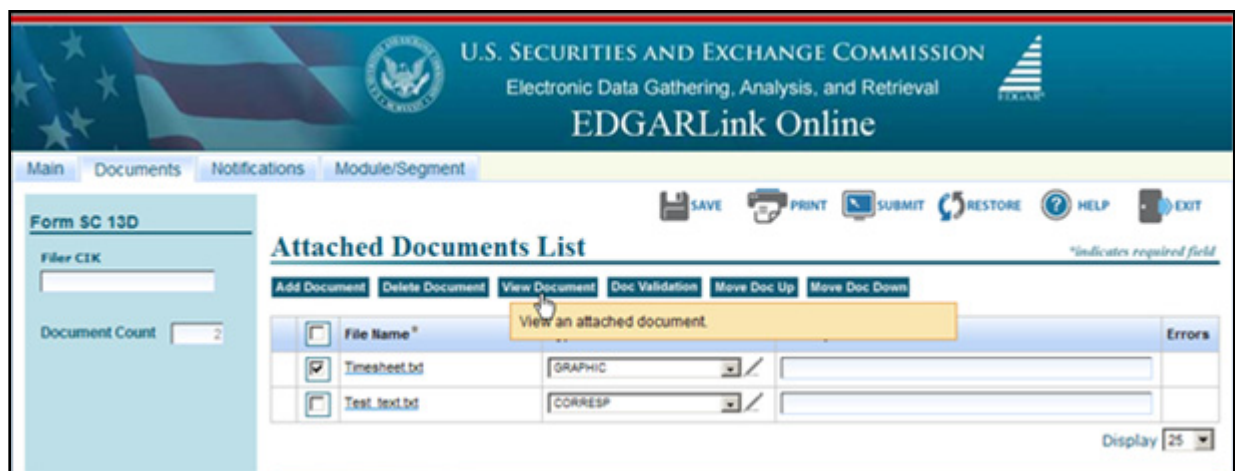 U.S. SECURITIES AND EXCHANGE COMMISSION
Electronic Data Gathering, Analysis, and Retrieval
EDGAR
EDGARLink Online
Main Documents Notifications Module/Segment
SAVE PRINT SUBMIT RESTORE HELP EXIT
Form SC 13D
Attached Documents List
*indicates required field
Filer CIK
Add Document Delete Document View Document Doc Validation Move Doc Up Move Doc Down
View an attached document.
Document Count 2
File Name* Errors
Timesheet.txt GRAPHIC
Test_text.txt CORRESP
Display 25